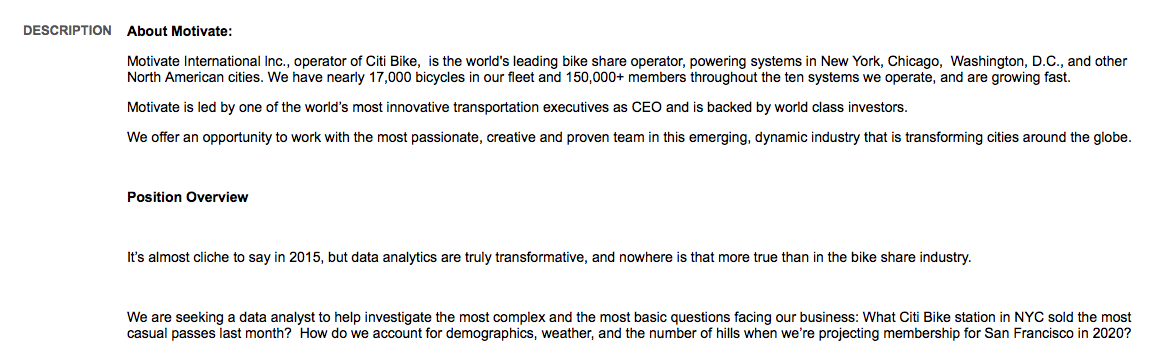 DESCRIPTION About Motivate:
Motivate International Inc., operator of Citi Bike,  is the world's leading bike share operator, powering systems in New York, Chicago,  Washington, D.C., and other
North American cities. We have nearly 17,000 bicycles in our fleet and 150,000+ members throughout the ten systems we operate, and are growing fast.
Motivate is led by one of the world's most innovative transportation executives as CEO and is backed by world class investors.
We offer an opportunity to work with the most passionate, creative and proven team in this emerging, dynamic industry that is transforming cities around the globe.
Position Overview
It's almost cliche to say in 2015, but data analytics are truly transformative, and nowhere is that more true than in the bike share industry.
We are seeking a data analyst to help investigate the most complex and the most basic questions facing our business: What Citi Bike station in NYC sold the most
casual passes last month?  How do we account for demographics, weather, and the number of hills when we're projecting membership for San Francisco in 2020?